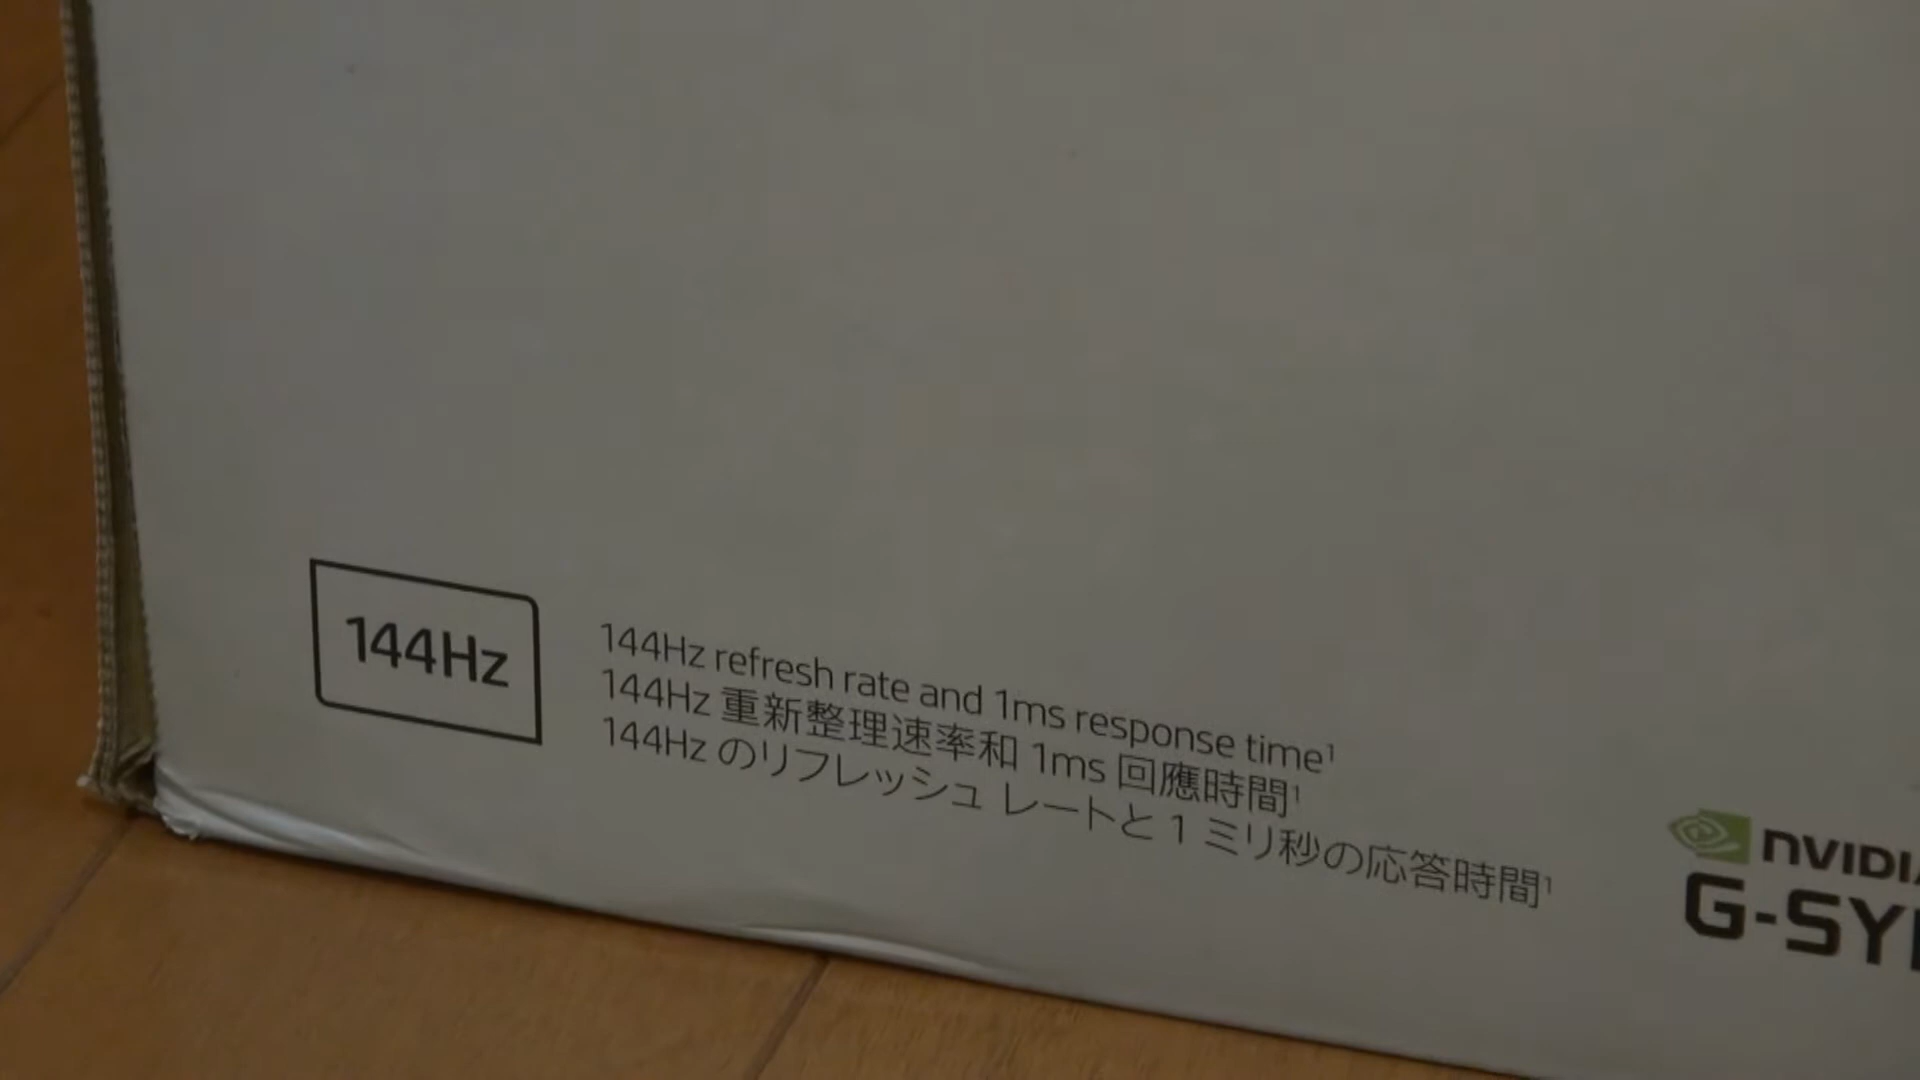 144Hz
144Hz refresh rate and 1ms response time¹
144Hz 重新整理速率和 1ms 回應時間¹
144Hz のリフレッシュ レートと 1 ミリ秒の応答時間¹
NVIDIA
G-SY